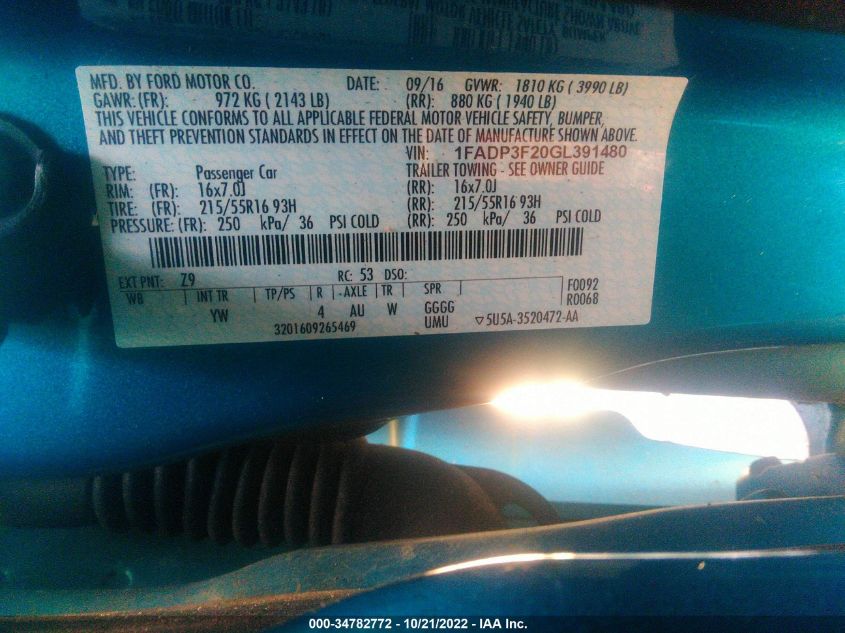 MFD. BY FORD MOTOR CO. DATE: 09/16 GVWR: 1810 KG ( 3990 LB)
GAWR: (FR): 972 KG ( 2143 LB) (RR): 880 KG ( 1940 LB)
THIS VEHICLE CONFORMS TO ALL APPLICABLE FEDERAL MOTOR VEHICLE SAFETY, BUMPER,
AND THEFT PREVENTION STANDARDS IN EFFECT ON THE DATE OF MANUFACTURE SHOWN ABOVE.
VIN: 1FADP3F20GL391480
TYPE: Passenger Car TRAILER TOWING - SEE OWNER GUIDE
RIM: (FR): 16x7.0J (RR): 16x7.0J
TIRE: (FR): 215/55R16 93H (RR): 215/55R16 93H
PRESSURE: (FR): 250 kPa/ 36 PSI COLD (RR): 250 kPa/ 36 PSI COLD
EXT PNT: Z9 RC: 53 DSO:
WB INT TR TP/PS R - AXLE TR SPR F0092
YW 4 AU W GGGG R0068
3201609265469 UMU ▽5U5A-3520472-AA
000-34782772 - 10/21/2022 - IAA Inc.